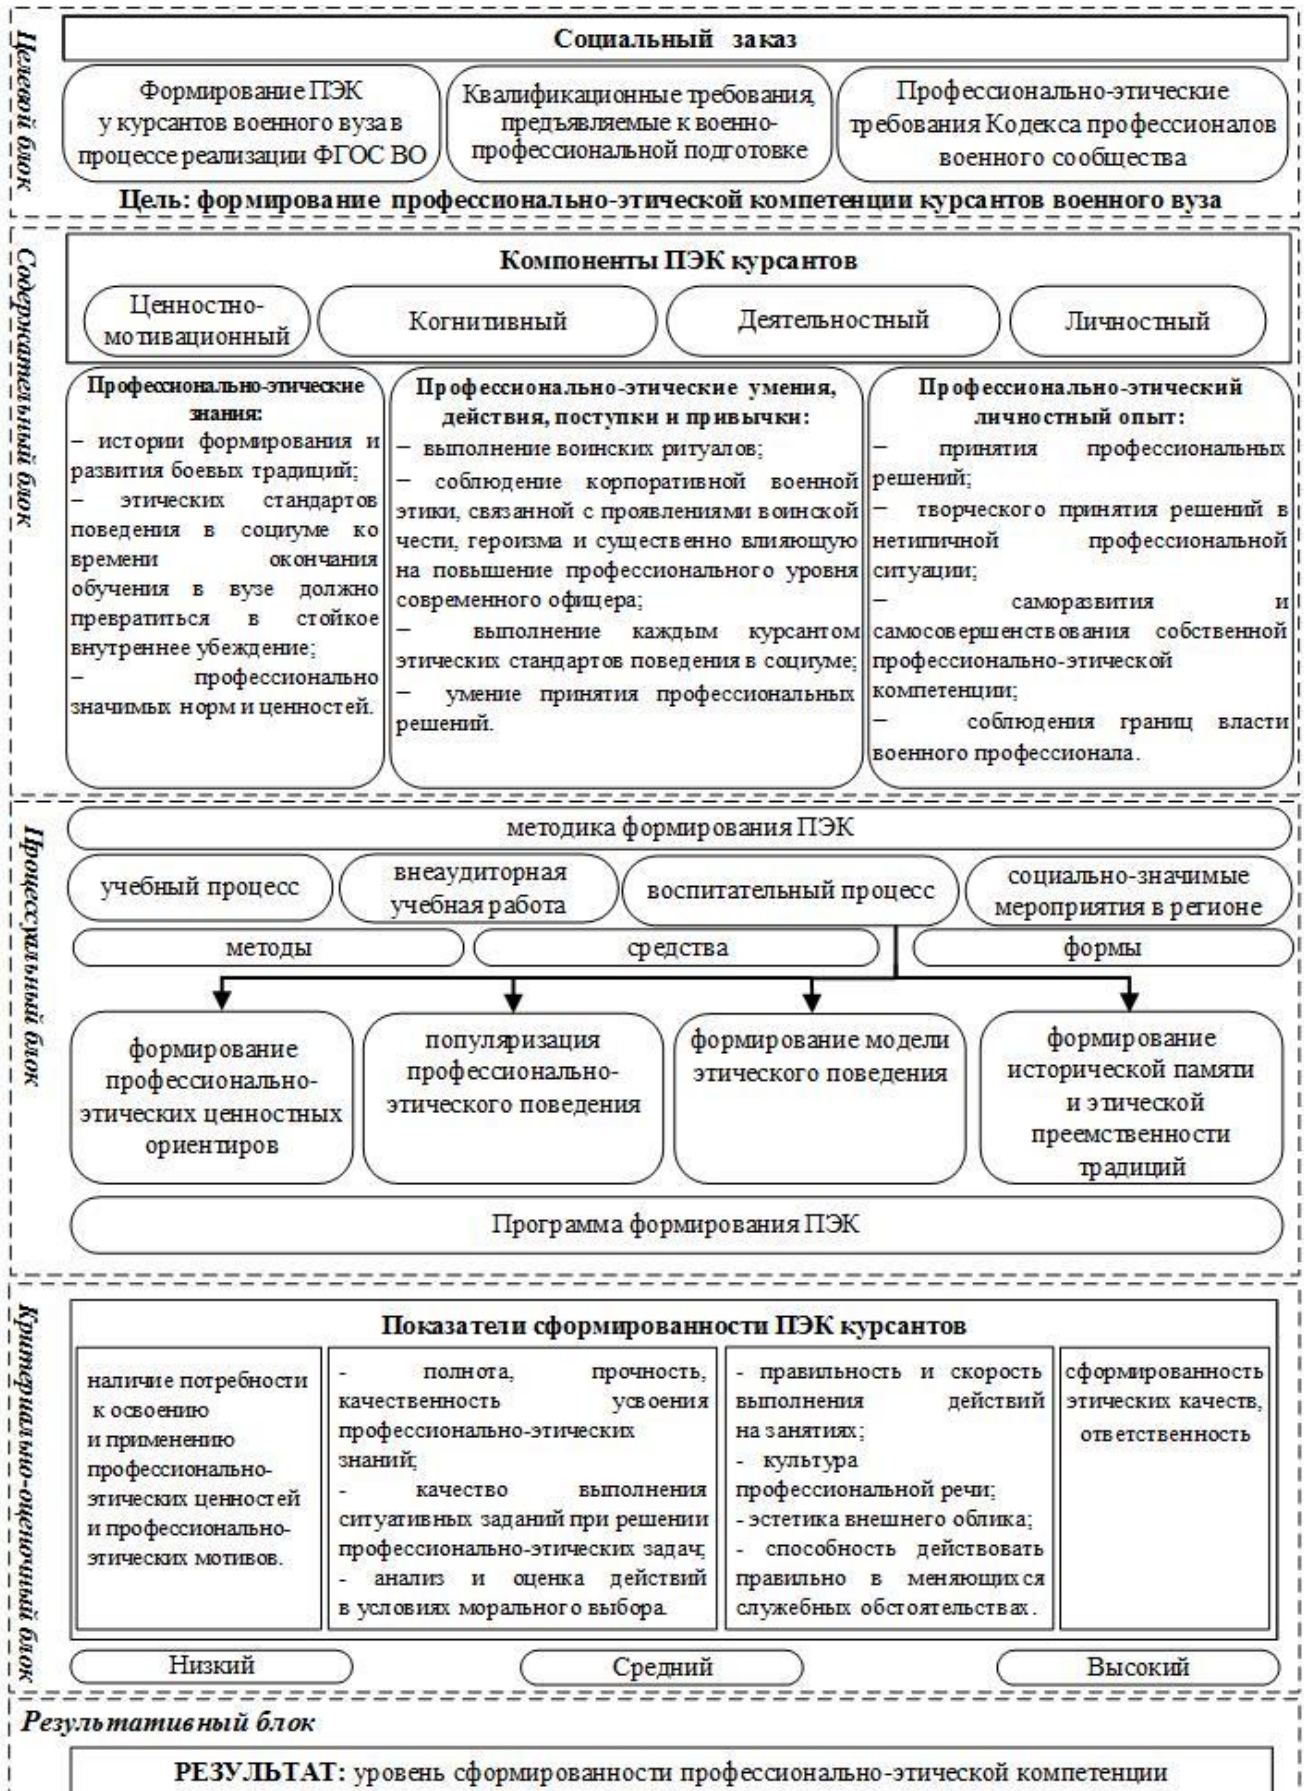 Целевой блок
Социальный заказ
Формирование ПЭК
у курсантов военного вуза в
процессе реализации ФГОС ВО
Квалификационные требования,
предъявляемые к военно-
профессиональной подготовке
Профессионально-этические
требования Кодекса профессионалов
военного сообщества
Цель: формирование профессионально-этической компетенции курсантов военного вуза
Содержательный блок
Компоненты ПЭК курсантов
Ценностно-
мотивационный
Когнитивный
Деятельностный
Личностный
Профессионально-этические
знания:
– истории формирования и
развития боевых традиций;
– этических стандартов
поведения в социуме ко
времени окончания
обучения в вузе должно
превратиться в стойкое
внутреннее убеждение;
– профессионально
значимых норм и ценностей.
Профессионально-этические умения,
действия, поступки и привычки:
– выполнение воинских ритуалов;
– соблюдение корпоративной военной
этики, связанной с проявлениями воинской
чести, героизма и существенно влияющую
на повышение профессионального уровня
современного офицера;
– выполнение каждым курсантом
этических стандартов поведения в социуме;
– умение принятия профессиональных
решений.
Профессионально-этический
личностный опыт:
– принятия профессиональных
решений;
– творческого принятия решений в
нетипичной профессиональной
ситуации;
– саморазвития и
самосовершенствования собственной
профессионально-этической
компетенции;
– соблюдения границ власти
военного профессионала.
Процессуальный блок
методика формирования ПЭК
учебный процесс
внеаудиторная
учебная работа
воспитательный процесс
социально-значимые
мероприятия в регионе
методы
средства
формы
формирование
профессионально-
этических ценностных
ориентиров
популяризация
профессионально-
этического поведения
формирование модели
этического поведения
формирование
исторической памяти
и этической
преемственности
традиций
Программа формирования ПЭК
Критериально-оценочный блок
Показатели сформированности ПЭК курсантов
наличие потребности
к освоению
и применению
профессионально-
этических ценностей
и профессионально-
этических мотивов.
- полнота, прочность,
качественность усвоения
профессионально-этических
знаний;
- качество выполнения
ситуативных заданий при решении
профессионально-этических задач;
- анализ и оценка действий
в условиях морального выбора.
- правильность и скорость
выполнения действий
на занятиях;
- культура
профессиональной речи;
- эстетика внешнего облика;
- способность действовать
правильно в меняющихся
служебных обстоятельствах.
сформированность
этических качеств,
ответственность
Низкий
Средний
Высокий
Результативный блок
РЕЗУЛЬТАТ: уровень сформированности профессионально-этической компетенции